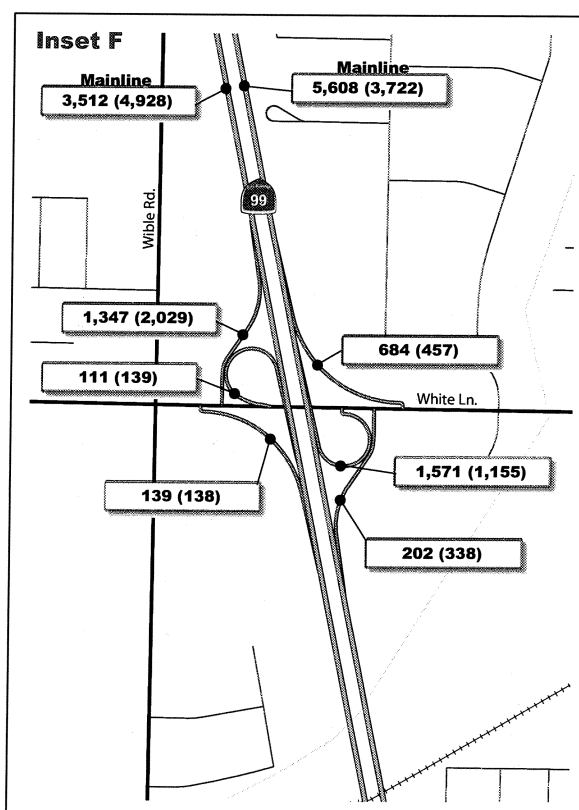 Inset F
Mainline
3,512 (4,928)
Mainline
5,608 (3,722)
99
Wible Rd.
1,347 (2,029)
684 (457)
111 (139)
White Ln.
1,571 (1,155)
139 (138)
202 (338)